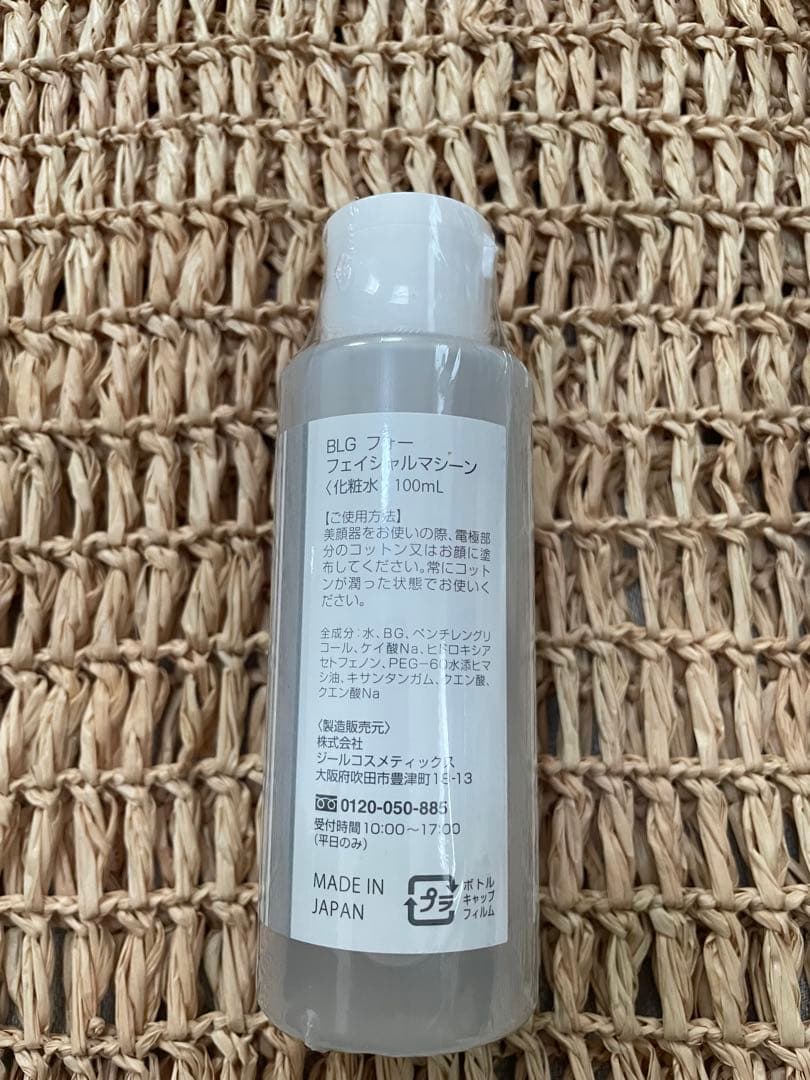 BLG フォー
フェイシャルマシーン
〈化粧水〉 100mL
【ご使用方法】
美顔器をお使いの際、電極部
分のコットン又はお顔に塗
布してください。常にコット
ンが潤った状態でお使いく
ださい。
全成分：水、BG、ペンチレングリ
コール、ケイ酸Na、ヒドロキシア
セトフェノン、PEG－60水添ヒマ
シ油、キサンタンガム、クエン酸、
クエン酸Na
〈製造販売元〉
株式会社
ジールコスメティックス
大阪府吹田市豊津町18-13
0120-050-885
受付時間10:00～17:00
(平日のみ)
MADE IN
JAPAN
プラ
ボトル
キャップ
フィルム